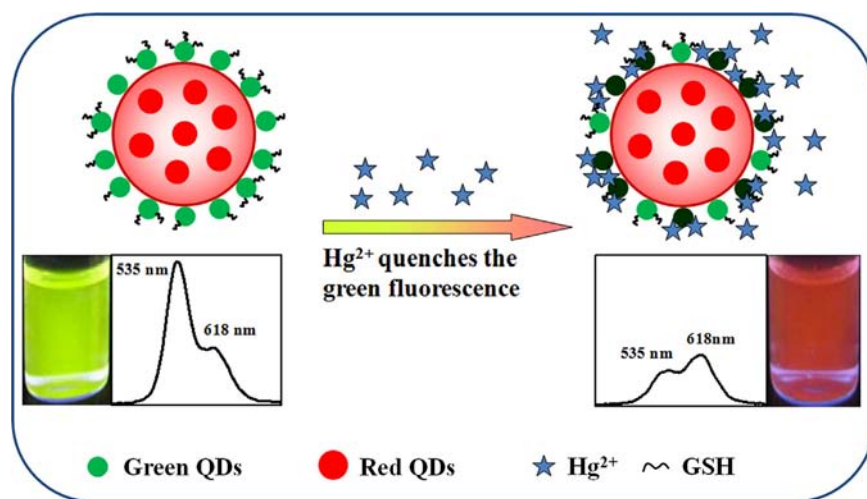 Hg²⁺ quenches the
green fluorescence
535 nm
618 nm
535 nm
618nm
Green QDs
Red QDs
Hg²⁺
GSH